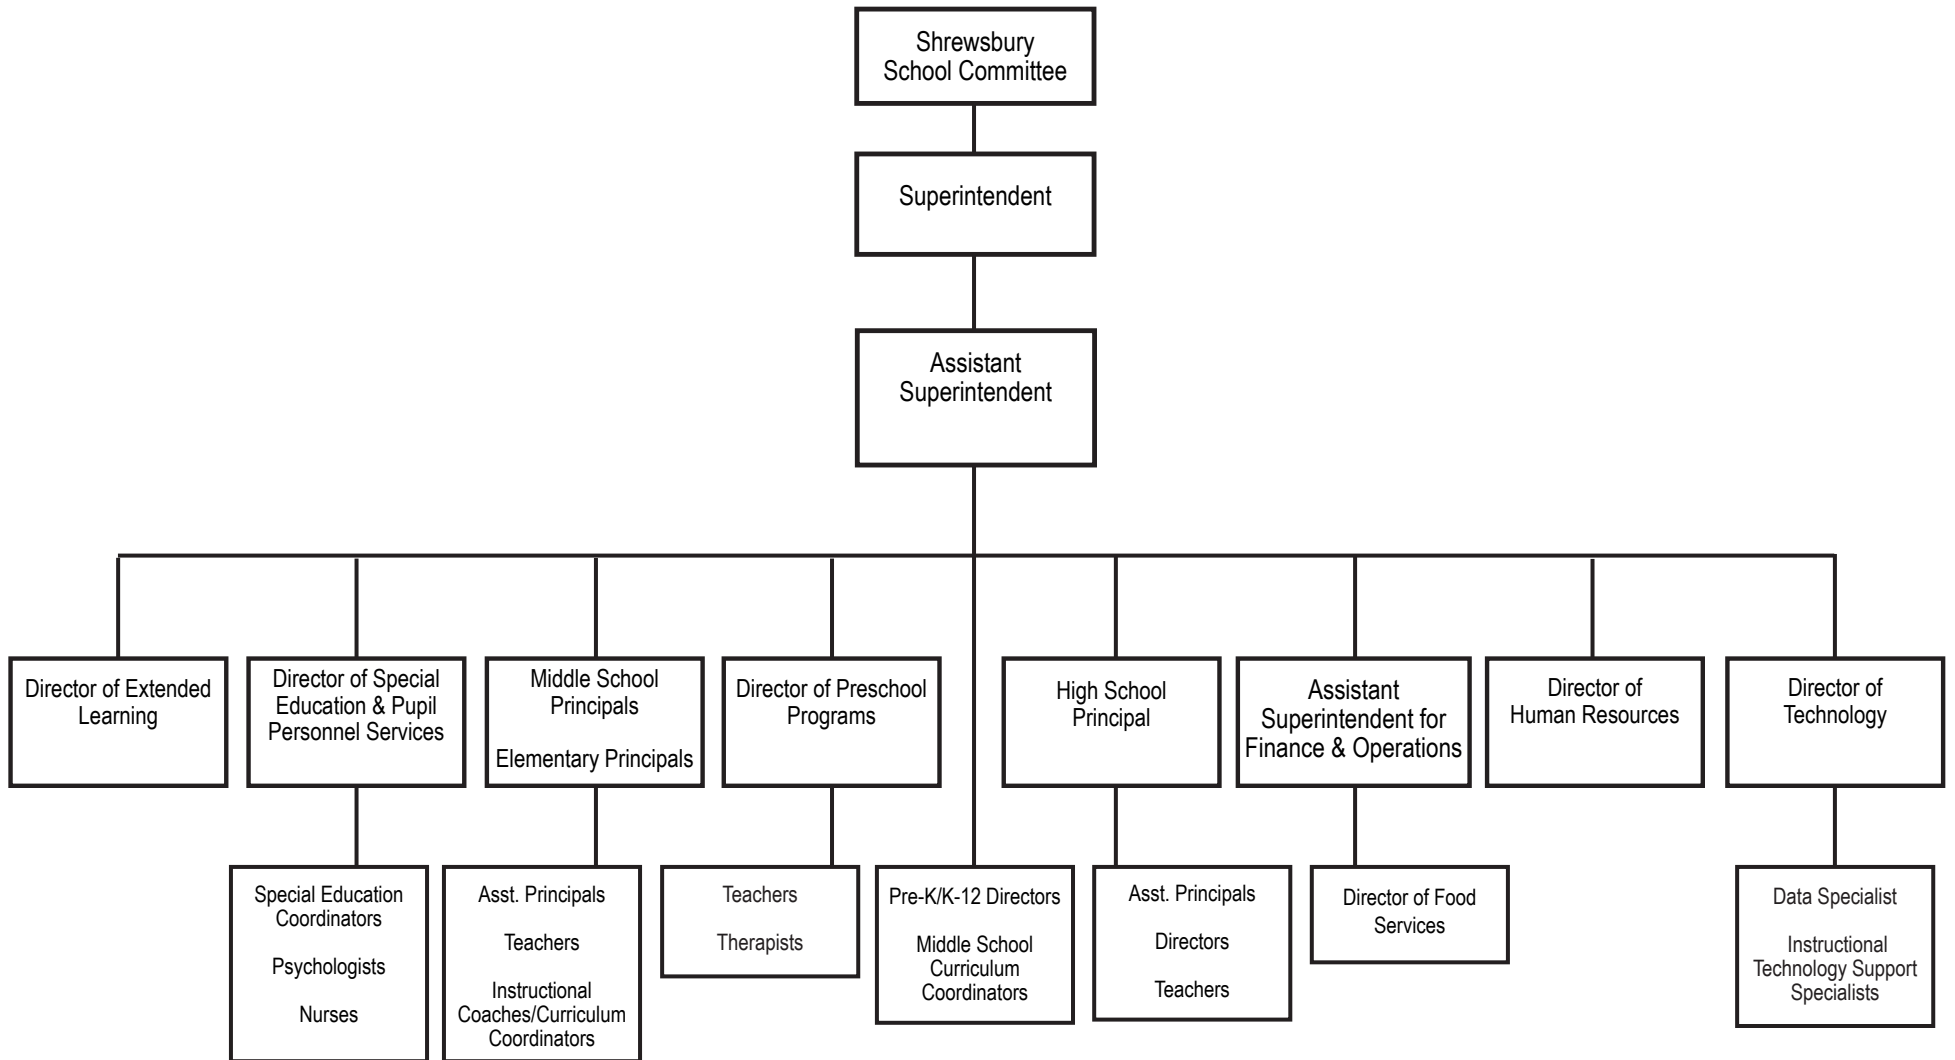 Shrewsbury
School Committee
Superintendent
Assistant
Superintendent
Director of Extended
Learning
Director of Special
Education & Pupil
Personnel Services
Middle School
Principals
Elementary Principals
Director of Preschool
Programs
High School
Principal
Assistant
Superintendent for
Finance & Operations
Director of
Human Resources
Director of
Technology
Special Education
Coordinators
Psychologists
Nurses
Asst. Principals
Teachers
Instructional
Coaches/Curriculum
Coordinators
Teachers
Therapists
Pre-K/K-12 Directors
Middle School
Curriculum
Coordinators
Asst. Principals
Directors
Teachers
Director of Food
Services
Data Specialist
Instructional
Technology Support
Specialists